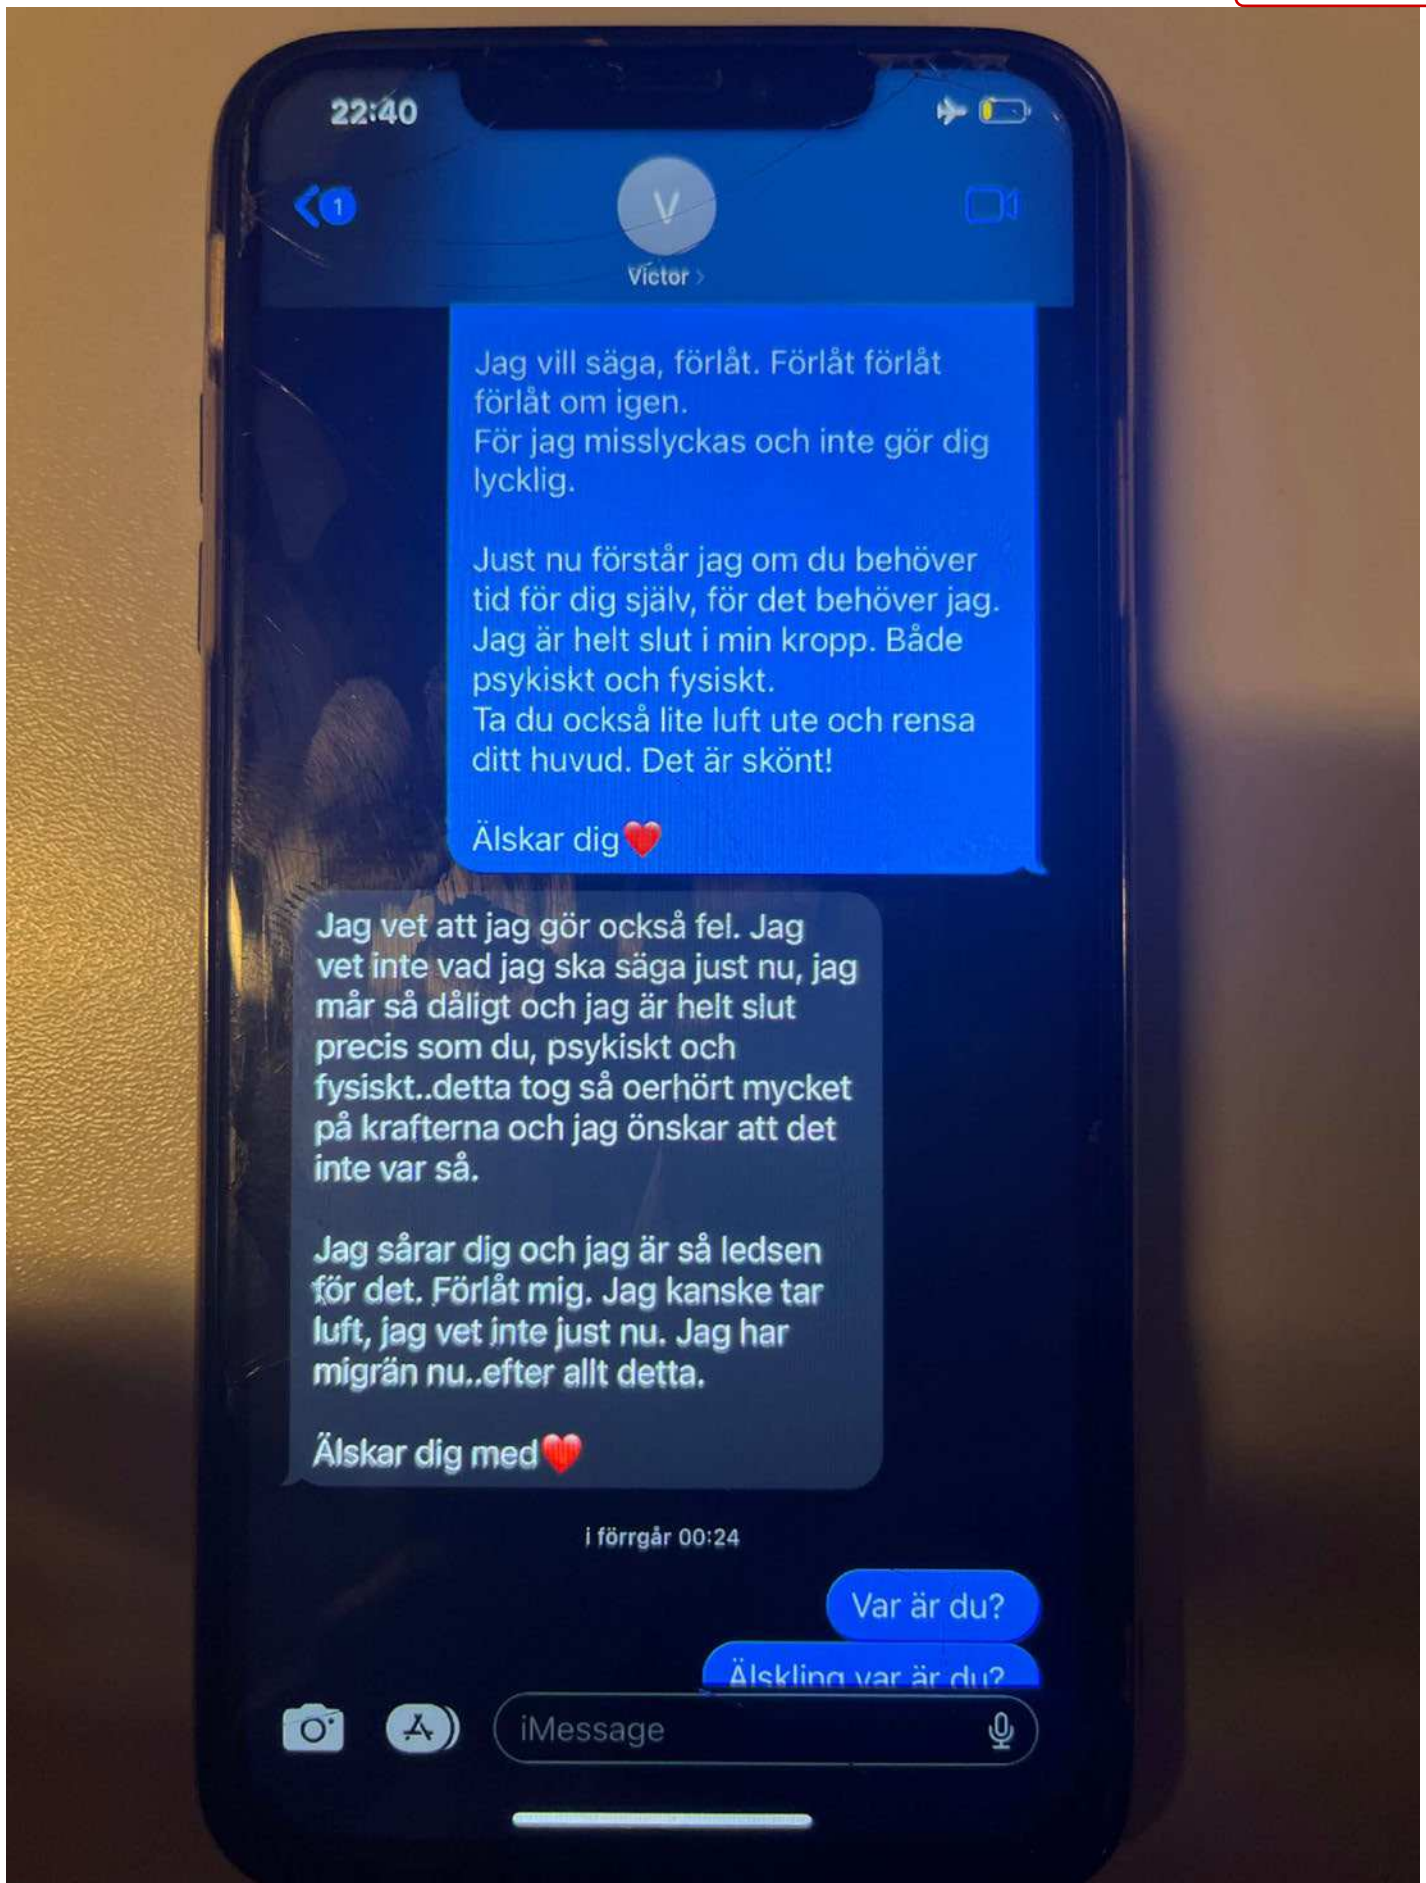 22:40
1
V
Victor
Jag vill säga, förlåt. Förlåt förlåt
förlåt om igen.
För jag misslyckas och inte gör dig
lycklig.
Just nu förstår jag om du behöver
tid för dig själv, för det behöver jag.
Jag är helt slut i min kropp. Både
psykiskt och fysiskt.
Ta du också lite luft ute och rensa
ditt huvud. Det är skönt!
Älskar dig❤️
Jag vet att jag gör också fel. Jag
vet inte vad jag ska säga just nu, jag
mår så dåligt och jag är helt slut
precis som du, psykiskt och
fysiskt..detta tog så oerhört mycket
på krafterna och jag önskar att det
inte var så.
Jag sårar dig och jag är så ledsen
för det. Förlåt mig. Jag kanske tar
luft, jag vet inte just nu. Jag har
migrän nu..efter allt detta.
Älskar dig med❤️
i förrgår 00:24
Var är du?
Älskling var är du?
iMessage